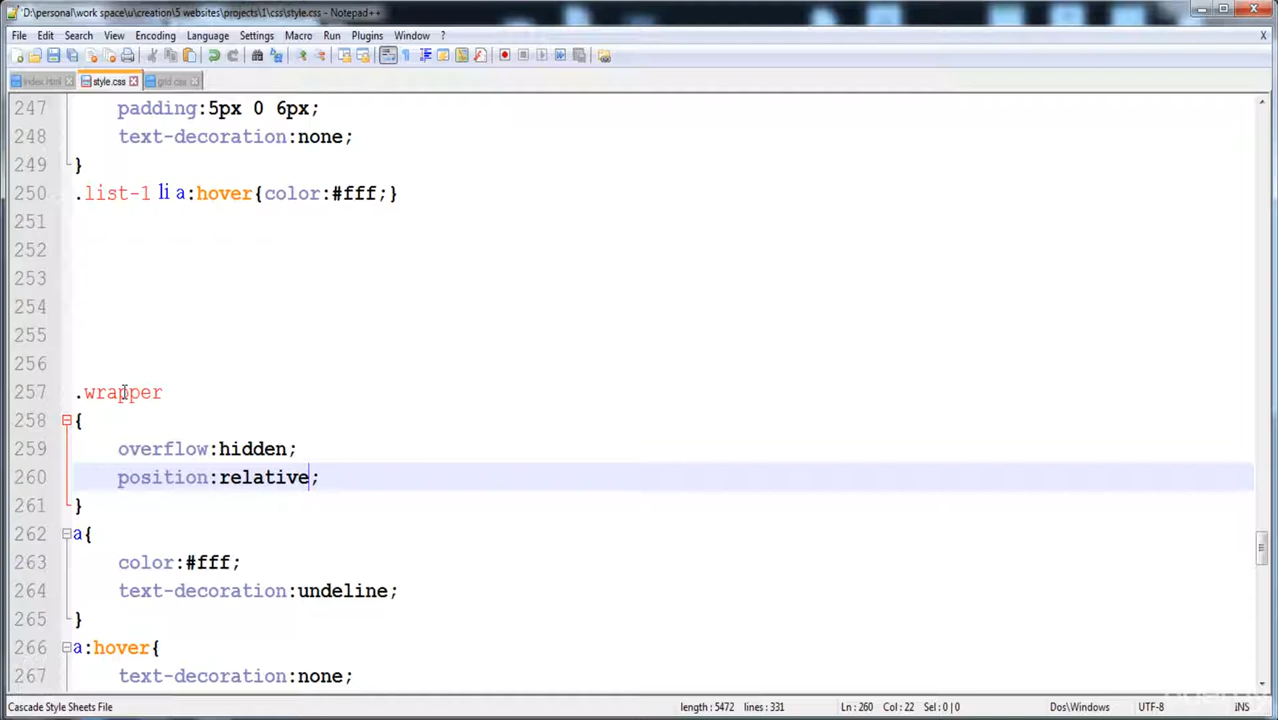 D:\personal\work space\u\creation\5 websites\projects\1\css\style.css - Notepad++
File Edit Search View Encoding Language Settings Macro Run Plugins Window ? X
index.html style.css grid.css
247 padding:5px 0 6px;
248 text-decoration:none;
249 }
250 .list-1 li a:hover{color:#fff;}
251
252
253
254
255
256
257 .wrapper
258 {
259 overflow:hidden;
260 position:relative;
261 }
262 a{
263 color:#fff;
264 text-decoration:undeline;
265 }
266 a:hover{
267 text-decoration:none;
Cascade Style Sheets File length : 5472 lines : 331 Ln : 260 Col : 22 Sel : 0 | 0 Dos\Windows UTF-8 INS